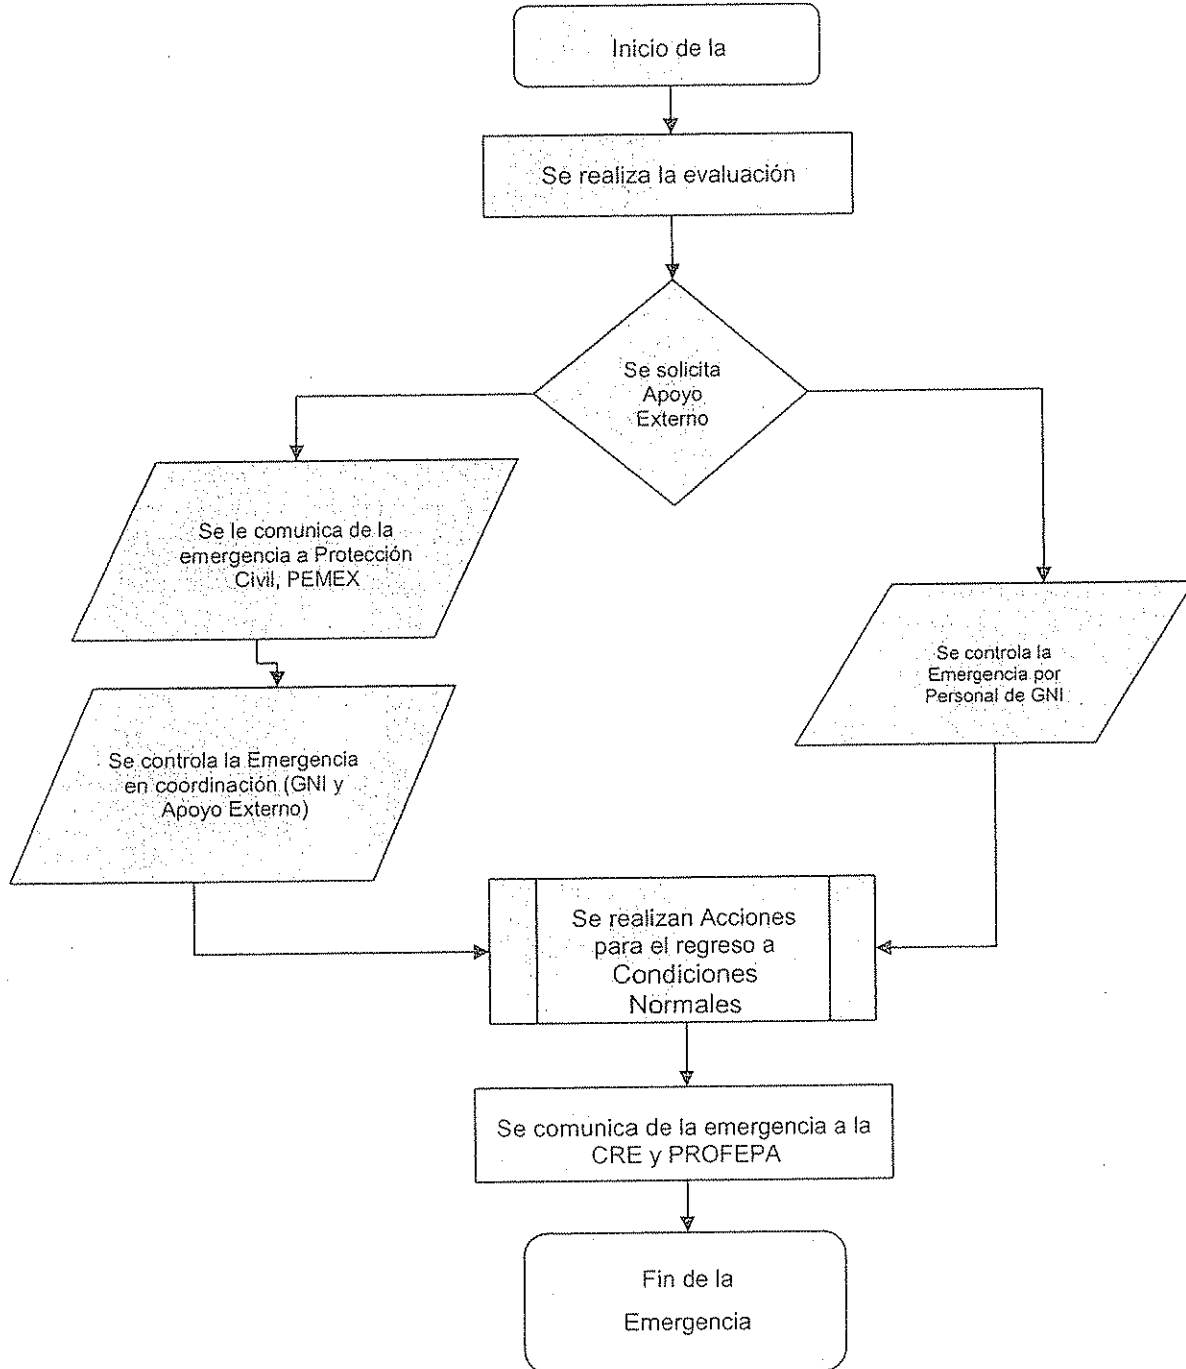 Inicio de la
Se realiza la evaluación
Se solicita
Apoyo
Externo
Se le comunica de la
emergencia a Protección
Civil, PEMEX
Se controla la Emergencia
en coordinación (GNI y
Apoyo Externo)
Se controla la
Emergencia por
Personal de GNI
Se realizan Acciones
para el regreso a
Condiciones
Normales
Se comunica de la emergencia a la
CRE y PROFEPA
Fin de la
Emergencia